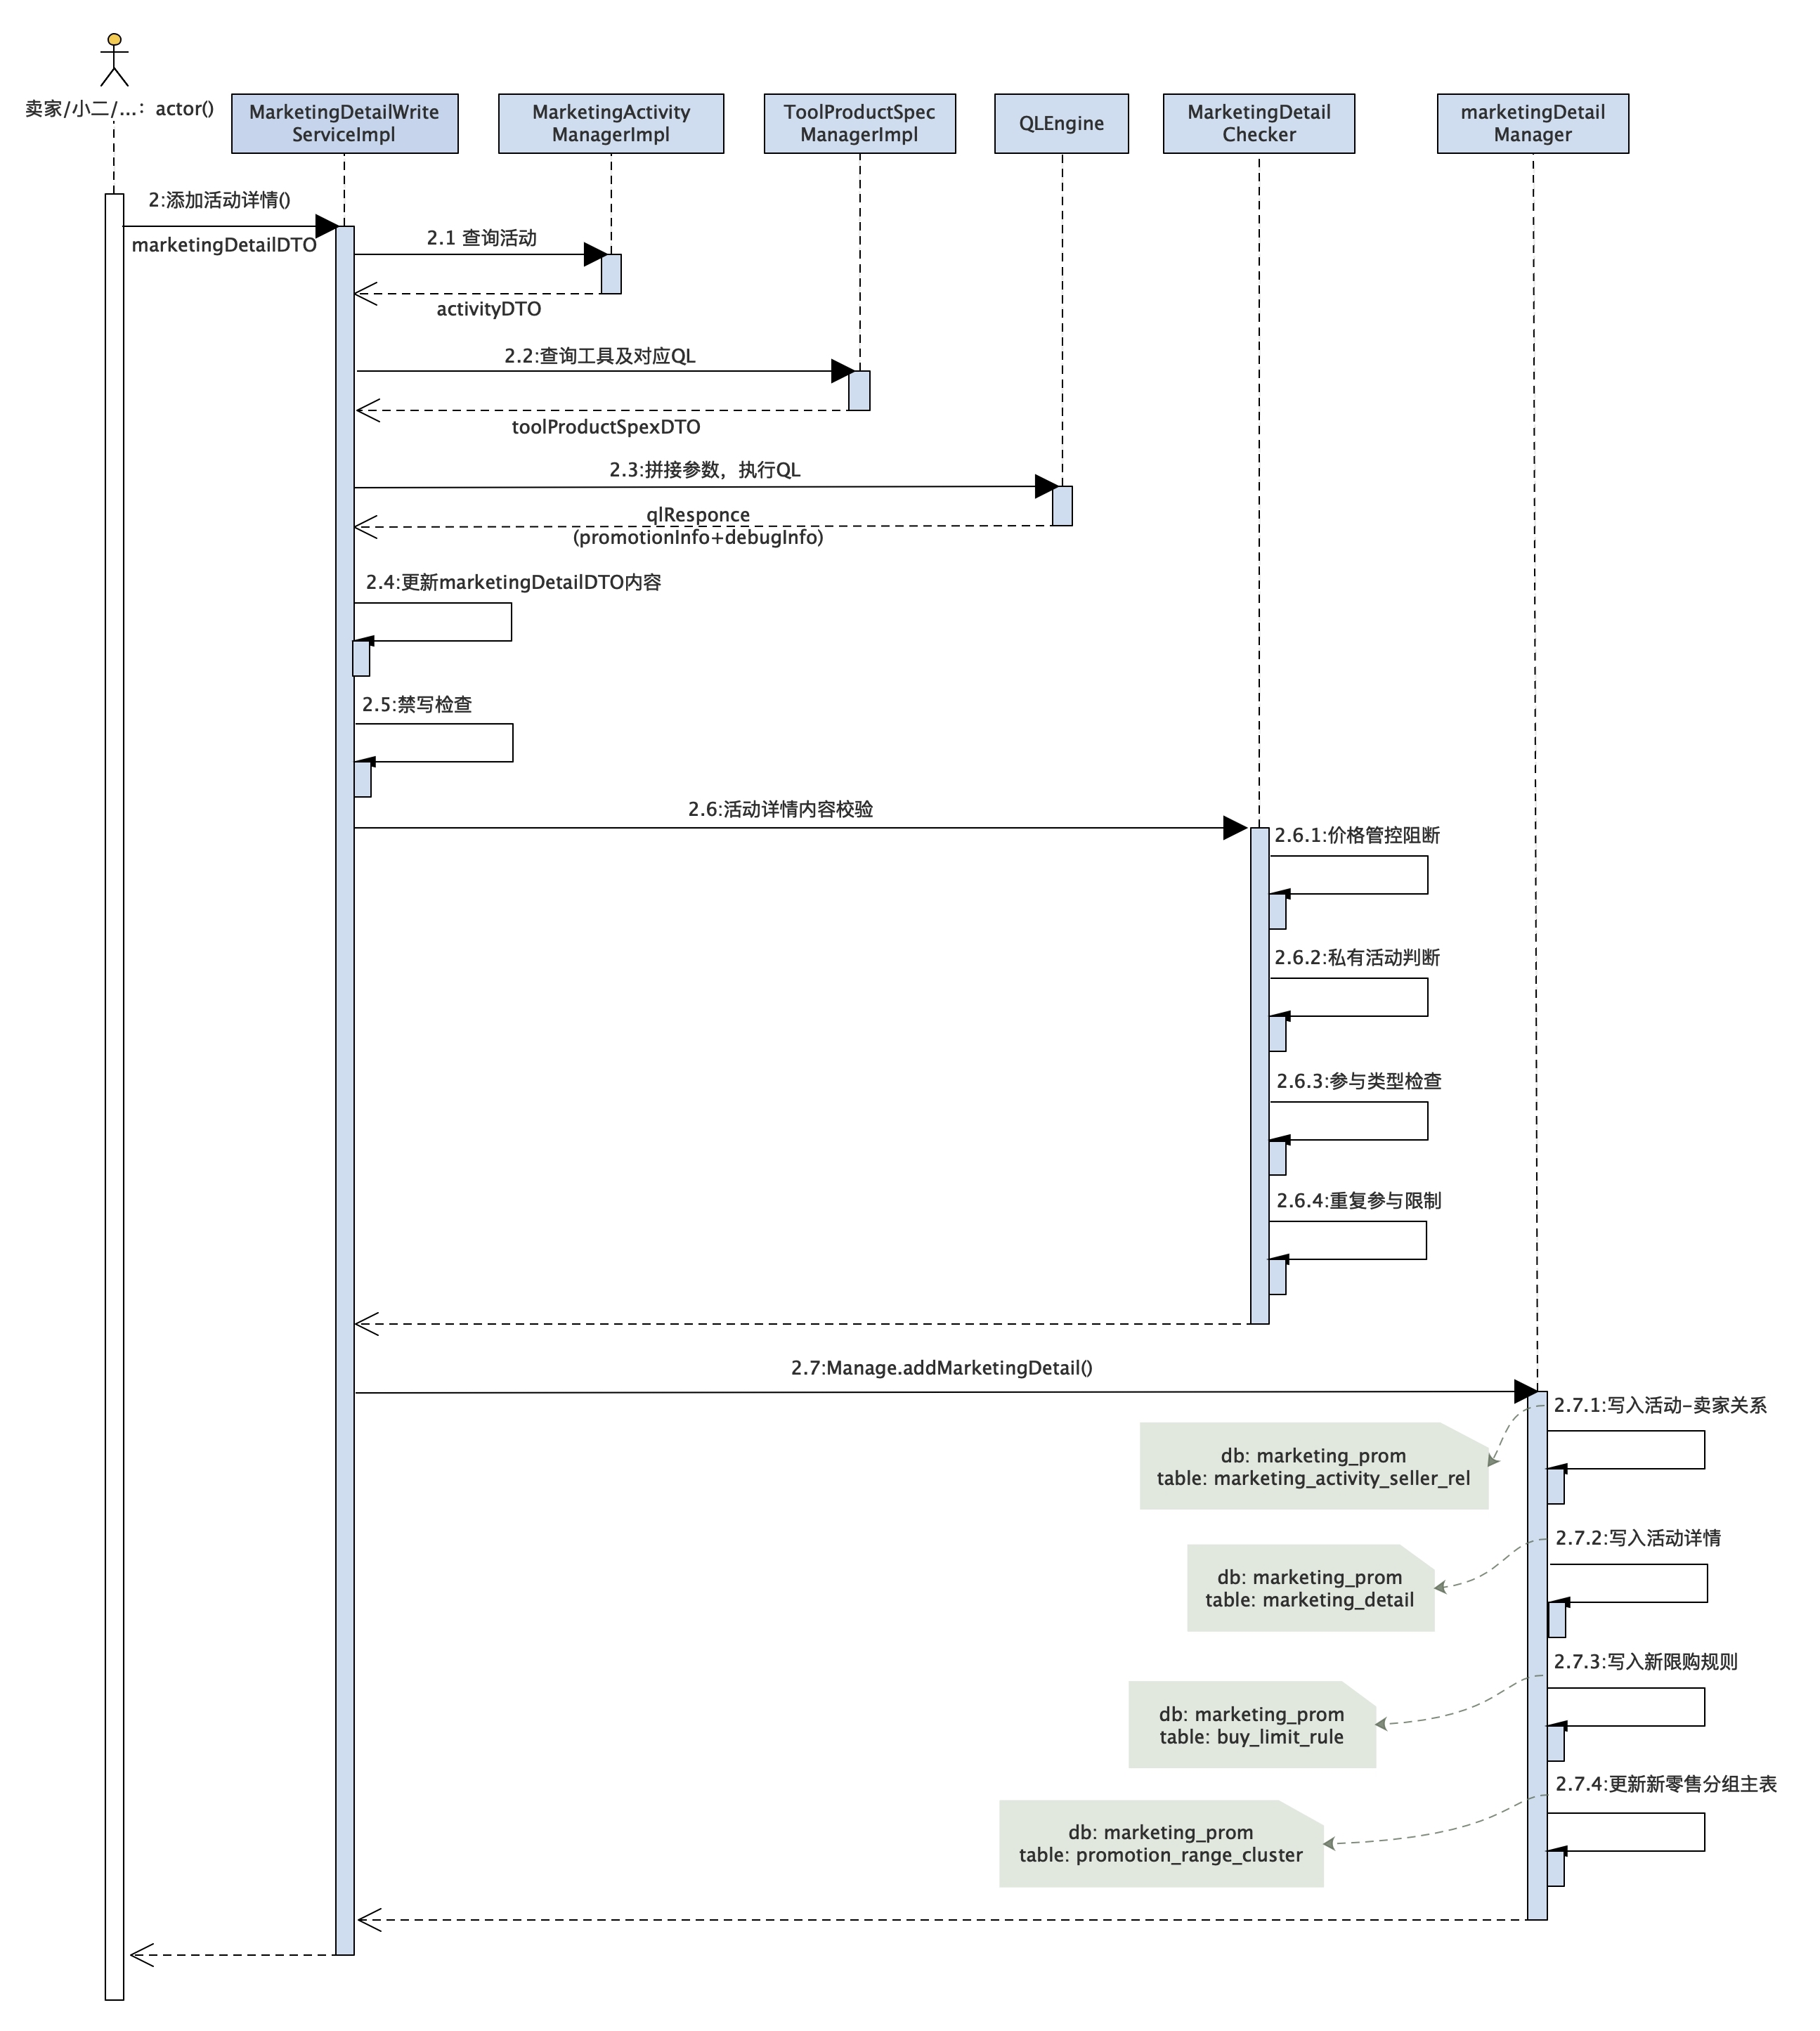 卖家/小二/...: actor()
MarketingDetailWrite
ServiceImpl
MarketingActivity
ManagerImpl
ToolProductSpec
ManagerImpl
QLEngine
MarketingDetail
Checker
marketingDetail
Manager
2:添加活动详情()
marketingDetailDTO
2.1 查询活动
activityDTO
2.2:查询工具及对应QL
toolProductSpexDTO
2.3:拼接参数，执行QL
qlResponce
(promotionInfo+debugInfo)
2.4:更新marketingDetailDTO内容
2.5:禁写检查
2.6:活动详情内容校验
2.6.1:价格管控阻断
2.6.2:私有活动判断
2.6.3:参与类型检查
2.6.4:重复参与限制
2.7:Manage.addMarketingDetail()
2.7.1:写入活动-卖家关系
db: marketing_prom
table: marketing_activity_seller_rel
2.7.2:写入活动详情
db: marketing_prom
table: marketing_detail
2.7.3:写入新限购规则
db: marketing_prom
table: buy_limit_rule
2.7.4:更新新零售分组主表
db: marketing_prom
table: promotion_range_cluster